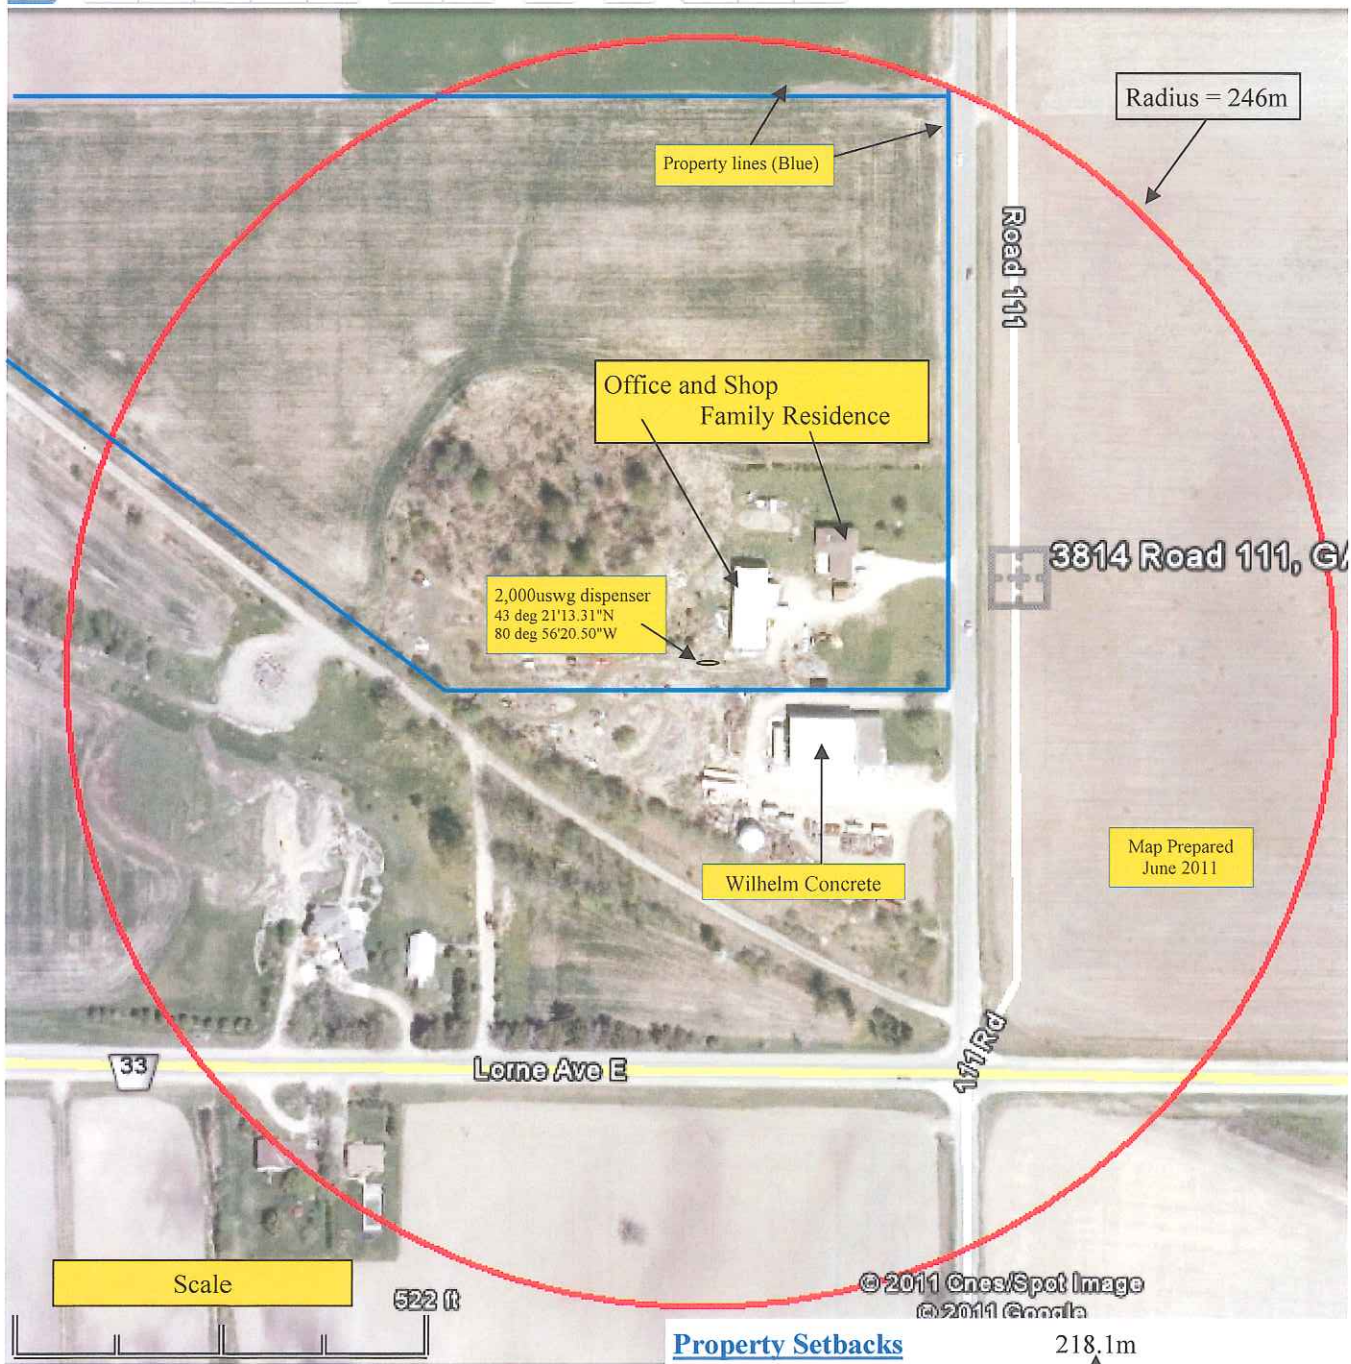 Radius = 246m
Property lines (Blue)
Road 111
Office and Shop
Family Residence
3814 Road 111, GA
2,000uswg dispenser
43 deg 21'13.31"N
80 deg 56'20.50"W
Map Prepared
June 2011
Wilhelm Concrete
111 Rd
33
Lorne Ave E
Scale
522 ft
© 2011 Cnes/Spot Image
© 2011 Google
Property Setbacks
218.1m